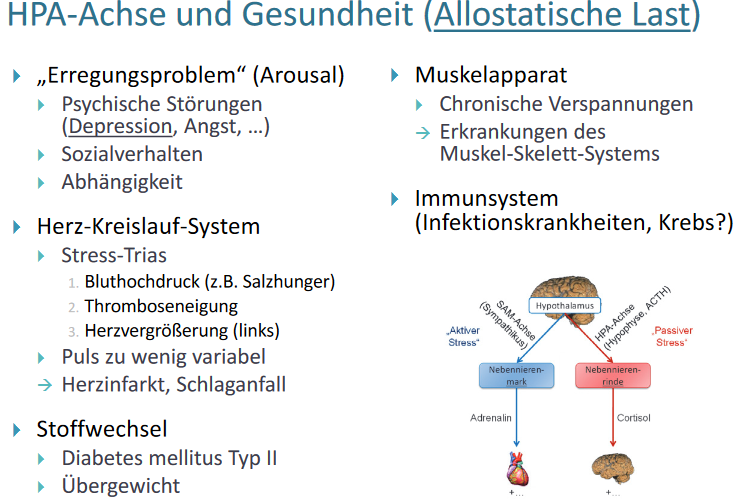 HPA-Achse und Gesundheit (Allostatische Last)
„Erregungsproblem“ (Arousal)
Psychische Störungen
(Depression, Angst, …)
Sozialverhalten
Abhängigkeit
Herz-Kreislauf-System
Stress-Trias
1. Bluthochdruck (z.B. Salzhunger)
2. Thromboseneigung
3. Herzvergrößerung (links)
Puls zu wenig variabel
→ Herzinfarkt, Schlaganfall
Stoffwechsel
Diabetes mellitus Typ II
Übergewicht
Muskelapparat
Chronische Verspannungen
→ Erkrankungen des
Muskel-Skelett-Systems
Immunsystem
(Infektionskrankheiten, Krebs?)
Hypothalamus
SAM-Achse
(Sympathikus)
HPA-Achse
(Hypophyse, ACTH)
„Aktiver
Stress“
„Passiver
Stress“
Nebennieren-
mark
Nebennieren-
rinde
Adrenalin
Cortisol
+...
+...